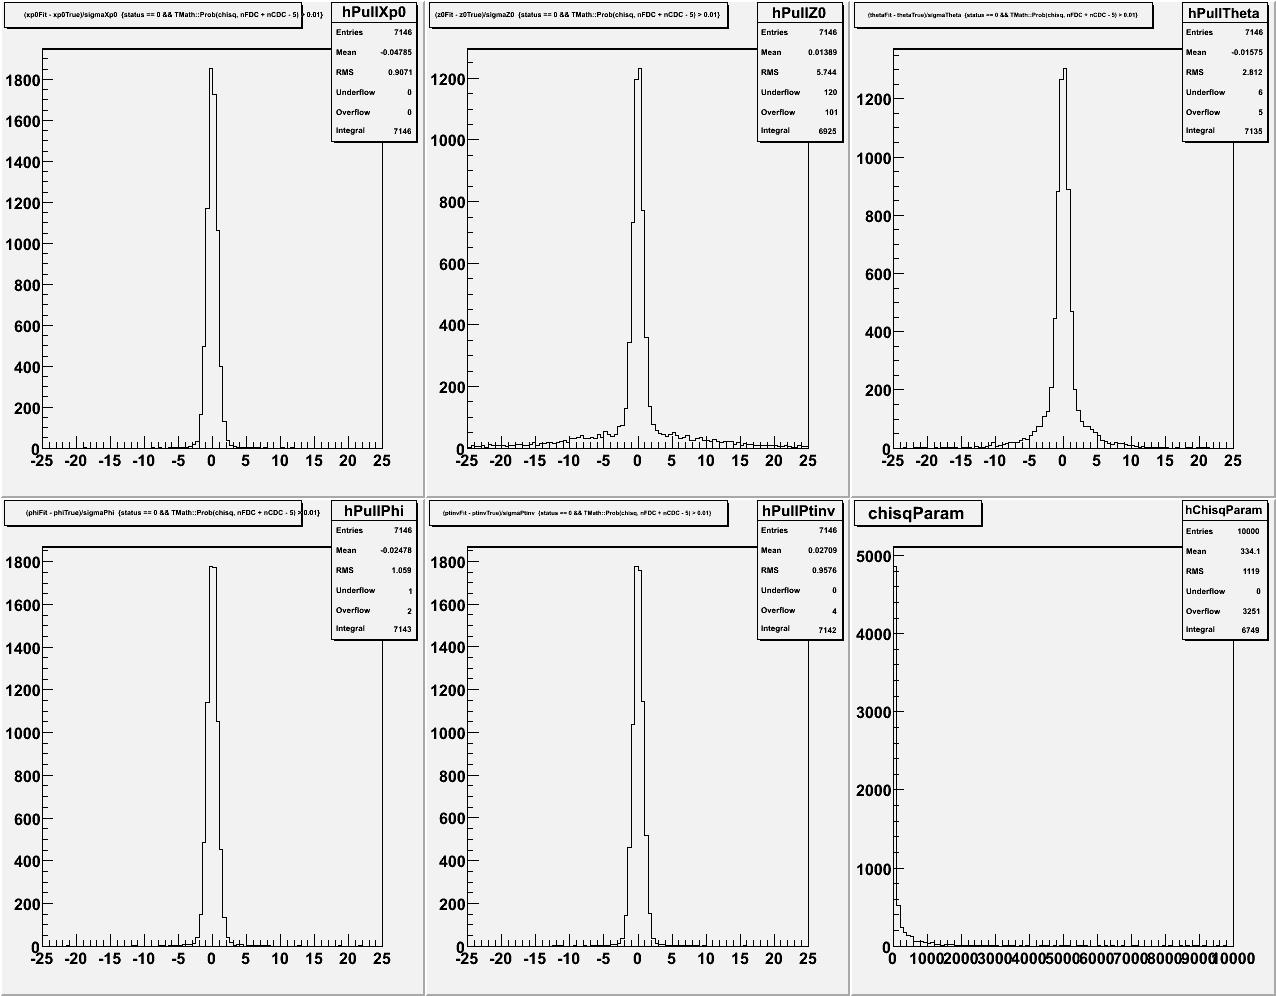 (xp0Fit - xp0True)/sigmaXp0 {status == 0 && TMath::Prob(chisq, nFDC + nCDC - 5) > 0.01}
hPullXp0
Entries 7146
Mean -0.04785
RMS 0.9071
Underflow 0
Overflow 0
Integral 7146
1800
1600
1400
1200
1000
800
600
400
200
0
-25 -20 -15 -10 -5 0 5 10 15 20 25
(z0Fit - z0True)/sigmaZ0 {status == 0 && TMath::Prob(chisq, nFDC + nCDC - 5) > 0.01}
hPullZ0
Entries 7146
Mean 0.01389
RMS 5.744
Underflow 120
Overflow 101
Integral 6925
1200
1000
800
600
400
200
0
-25 -20 -15 -10 -5 0 5 10 15 20 25
(thetaFit - thetaTrue)/sigmaTheta {status == 0 && TMath::Prob(chisq, nFDC + nCDC - 5) > 0.01}
hPullTheta
Entries 7146
Mean -0.01575
RMS 2.812
Underflow 6
Overflow 5
Integral 7135
1200
1000
800
600
400
200
0
-25 -20 -15 -10 -5 0 5 10 15 20 25
(phiFit - phiTrue)/sigmaPhi {status == 0 && TMath::Prob(chisq, nFDC + nCDC - 5) > 0.01}
hPullPhi
Entries 7146
Mean -0.02478
RMS 1.059
Underflow 1
Overflow 2
Integral 7143
1800
1600
1400
1200
1000
800
600
400
200
0
-25 -20 -15 -10 -5 0 5 10 15 20 25
(ptinvFit - ptinvTrue)/sigmaPtinv {status == 0 && TMath::Prob(chisq, nFDC + nCDC - 5) > 0.01}
hPullPtinv
Entries 7146
Mean 0.02709
RMS 0.9576
Underflow 0
Overflow 4
Integral 7142
1800
1600
1400
1200
1000
800
600
400
200
0
-25 -20 -15 -10 -5 0 5 10 15 20 25
chisqParam
hChisqParam
Entries 10000
Mean 334.1
RMS 1119
Underflow 0
Overflow 3251
Integral 6749
5000
4000
3000
2000
1000
0
0 1000 2000 3000 4000 5000 6000 7000 8000 9000 10000